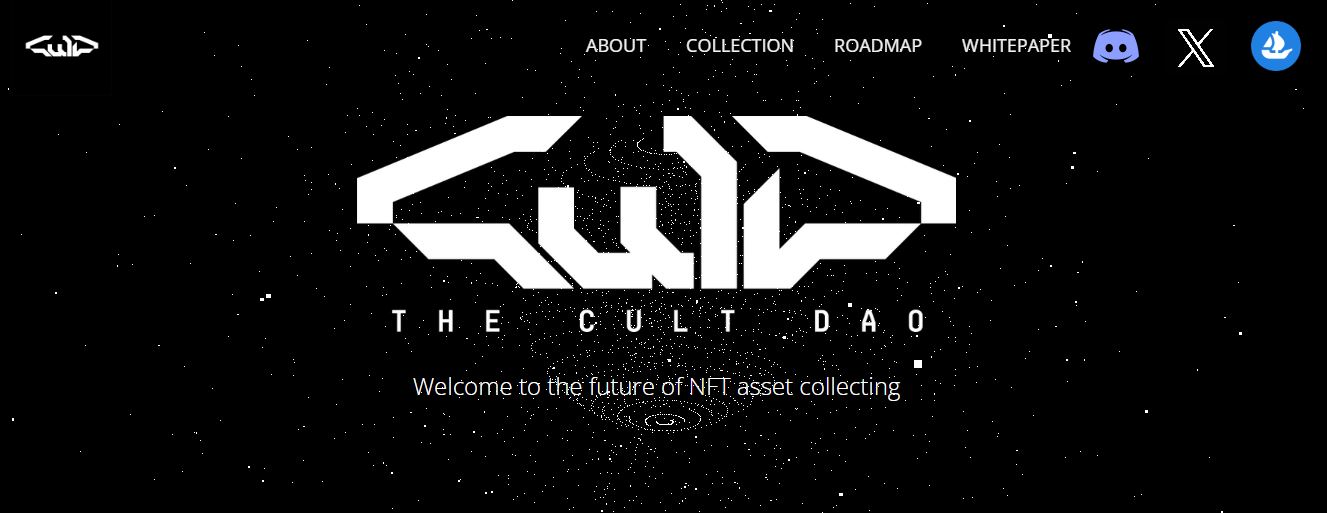 ABOUT COLLECTION ROADMAP WHITEPAPER
THE CULT DAO
Welcome to the future of NFT asset collecting